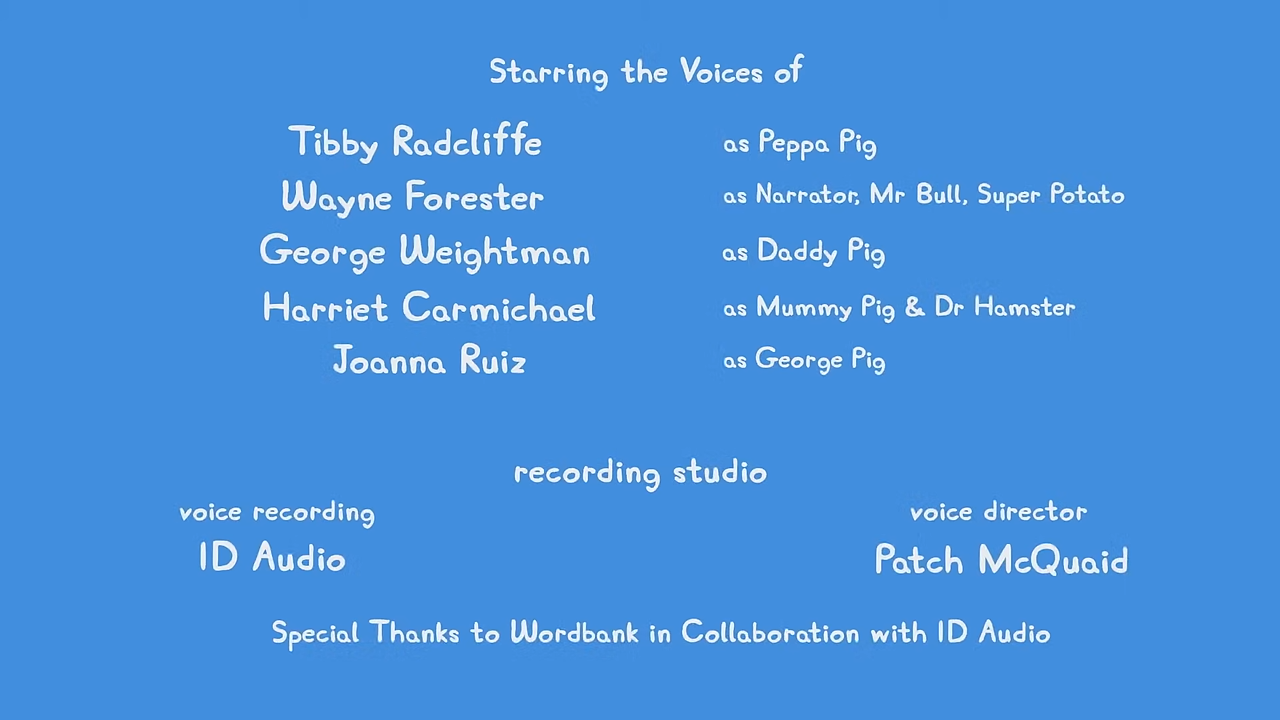 Starring the Voices of
Tibby Radcliffe as Peppa Pig
Wayne Forester as Narrator, Mr Bull, Super Potato
George Weightman as Daddy Pig
Harriet Carmichael as Mummy Pig & Dr Hamster
Joanna Ruiz as George Pig
recording studio
voice recording voice director
ID Audio Patch McQuaid
Special Thanks to Wordbank in Collaboration with ID Audio